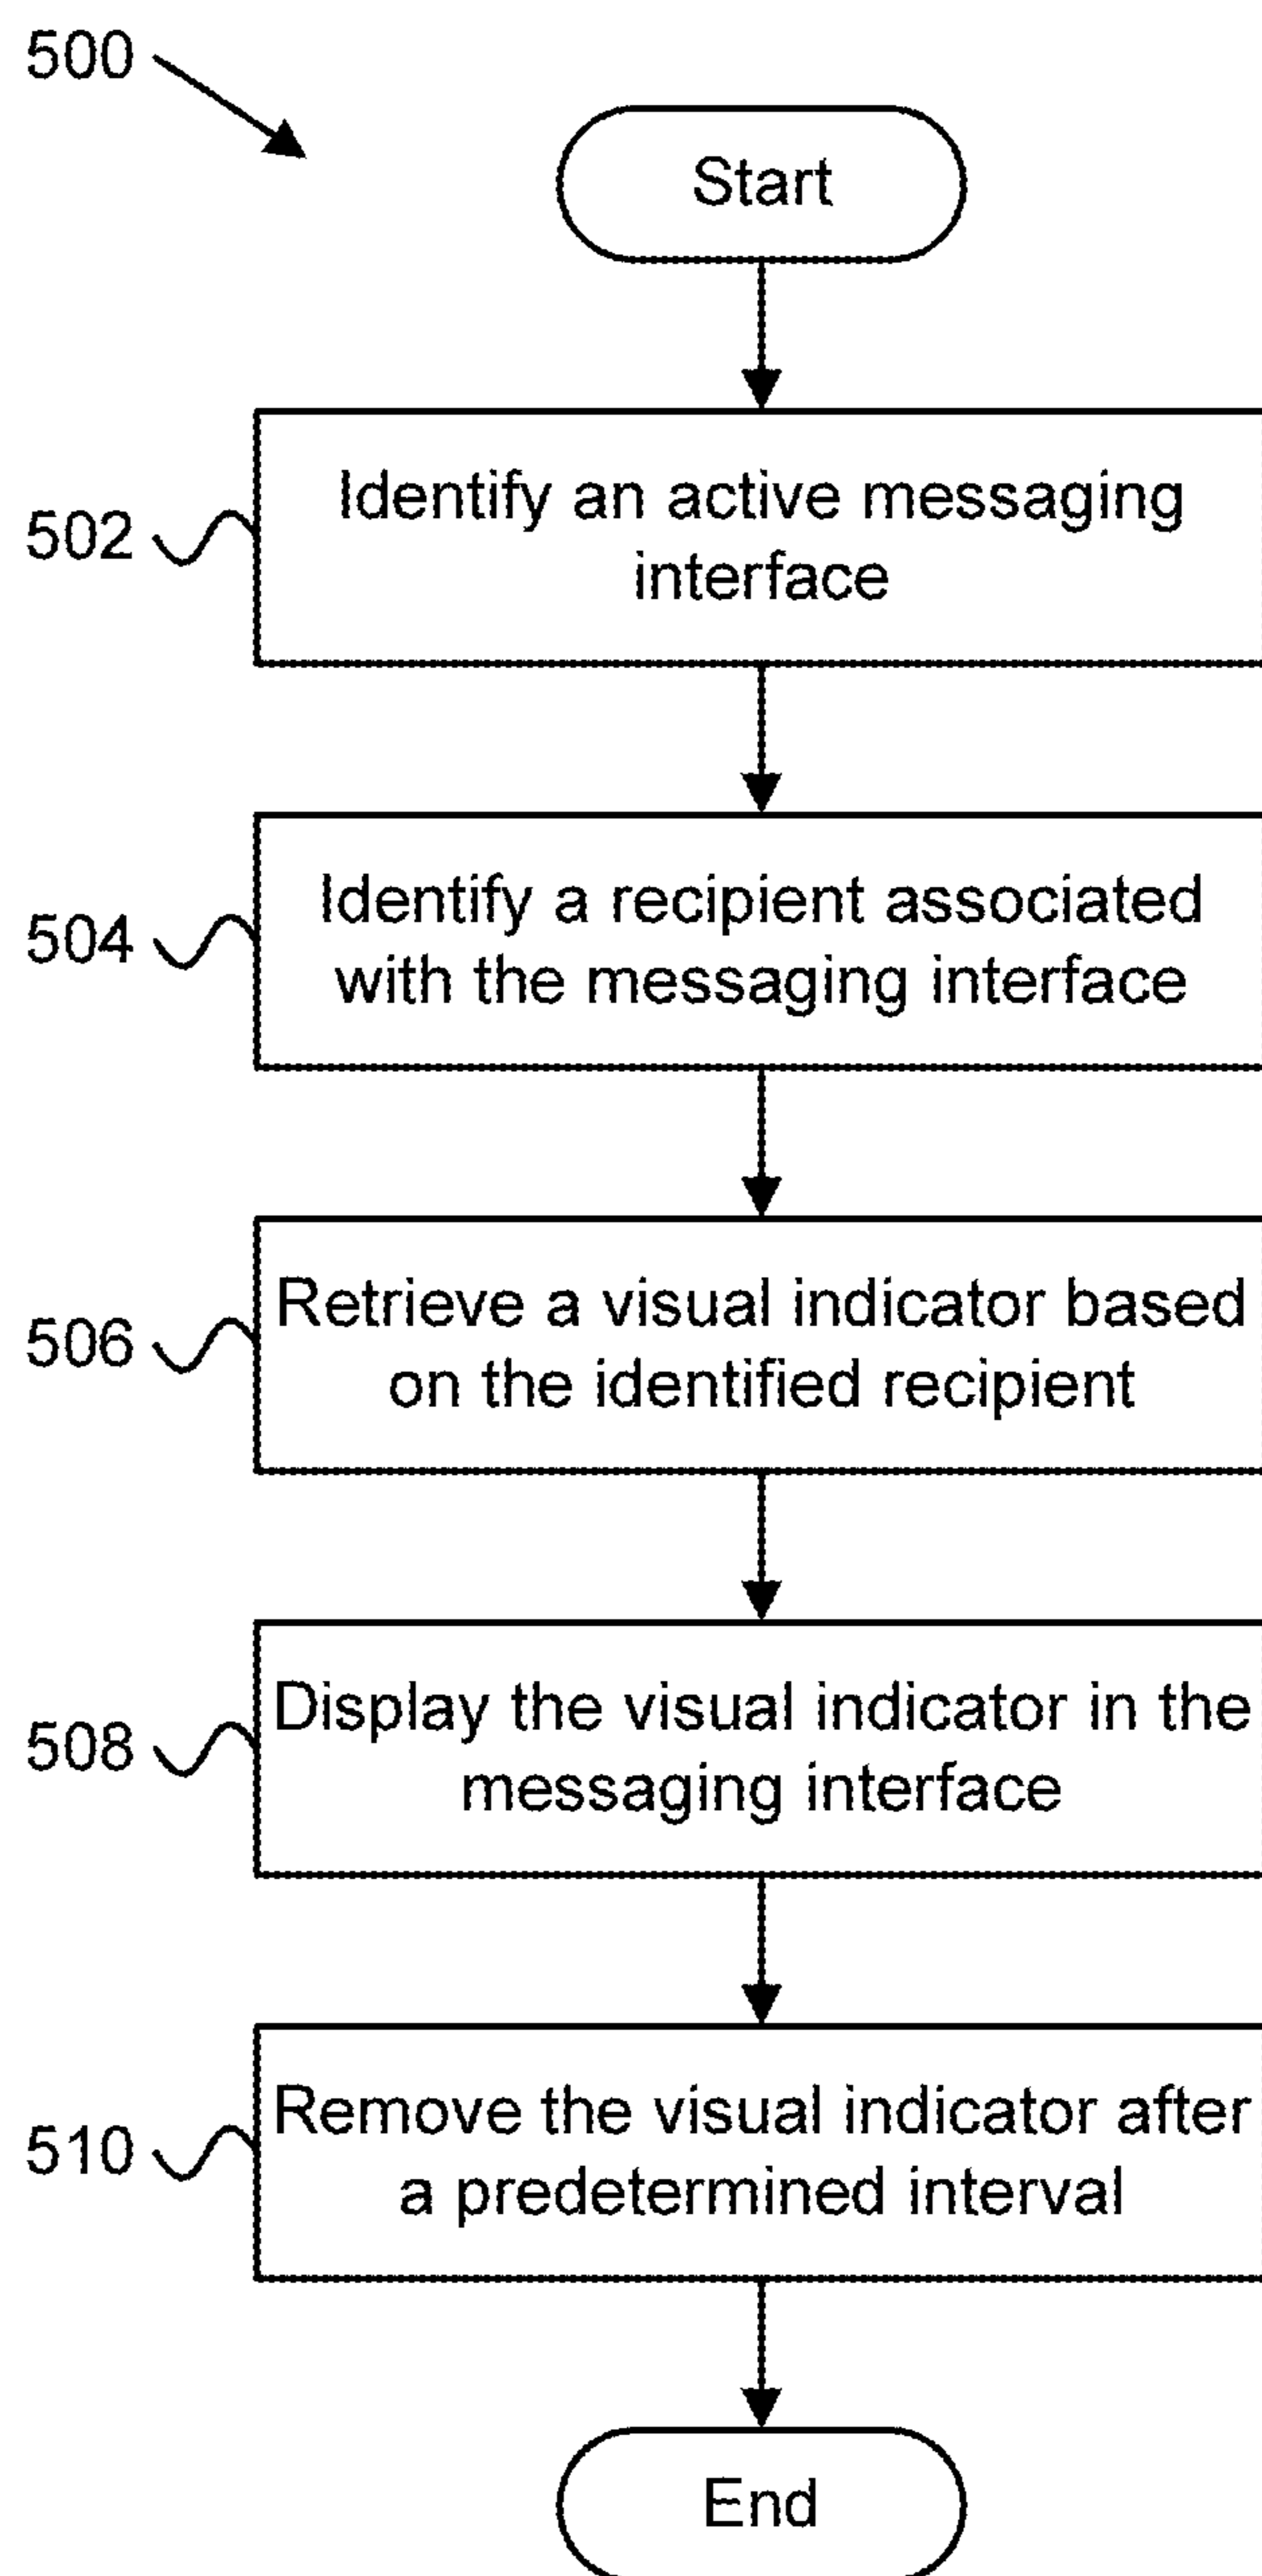 500
Start
502
Identify an active messaging
interface
504
Identify a recipient associated
with the messaging interface
506
Retrieve a visual indicator based
on the identified recipient
508
Display the visual indicator in the
messaging interface
510
Remove the visual indicator after
a predetermined interval
End